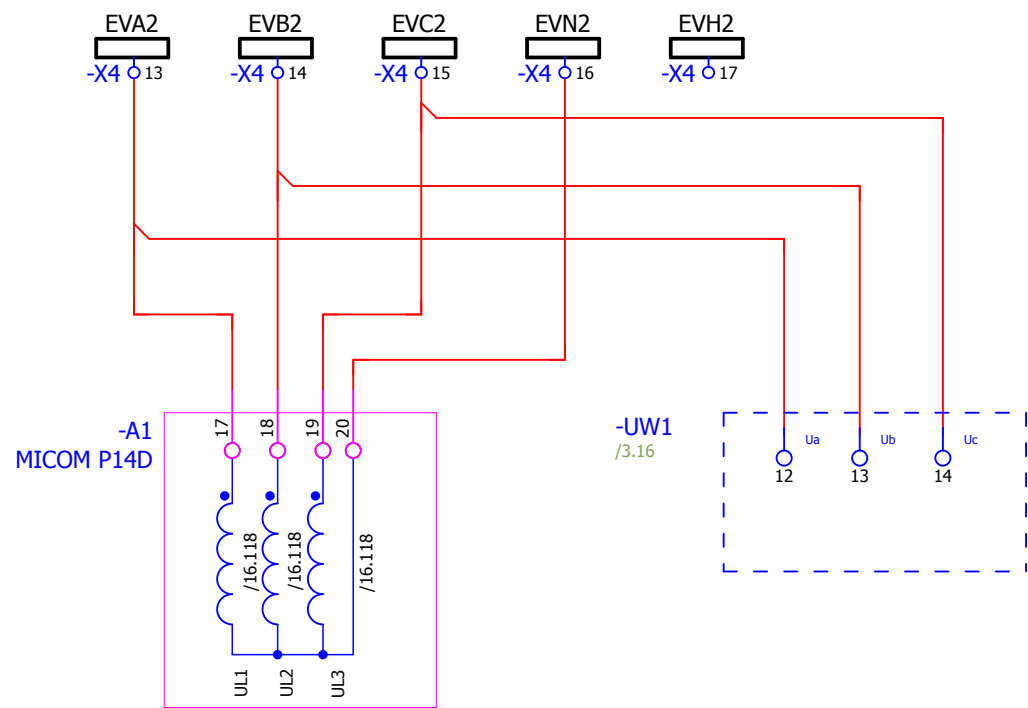 EVA2 EVB2 EVC2 EVN2 EVH2
-X4 13 -X4 14 -X4 15 -X4 16 -X4 17
-A1
MICOM P14D
17 18 19 20
-UW1
/3.16
Ua Ub Uc
12 13 14
/16.118 /16.118 /16.118
UL1 UL2 UL3